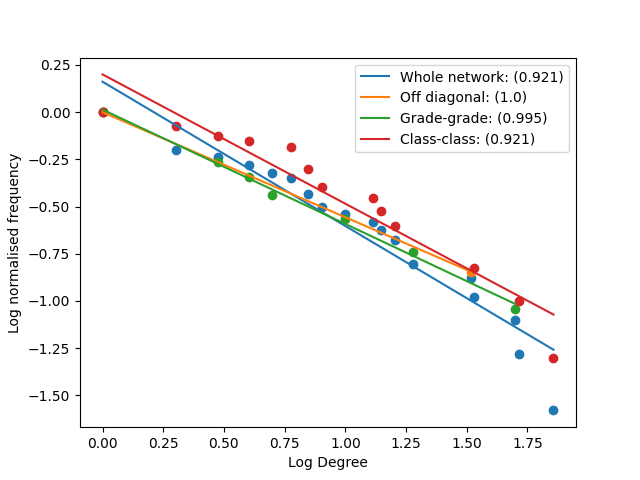 0.25
0.00
−0.25
−0.50
−0.75
−1.00
−1.25
−1.50
Log normalised frequency
Whole network: (0.921)
Off diagonal: (1.0)
Grade-grade: (0.995)
Class-class: (0.921)
0.00 0.25 0.50 0.75 1.00 1.25 1.50 1.75
Log Degree